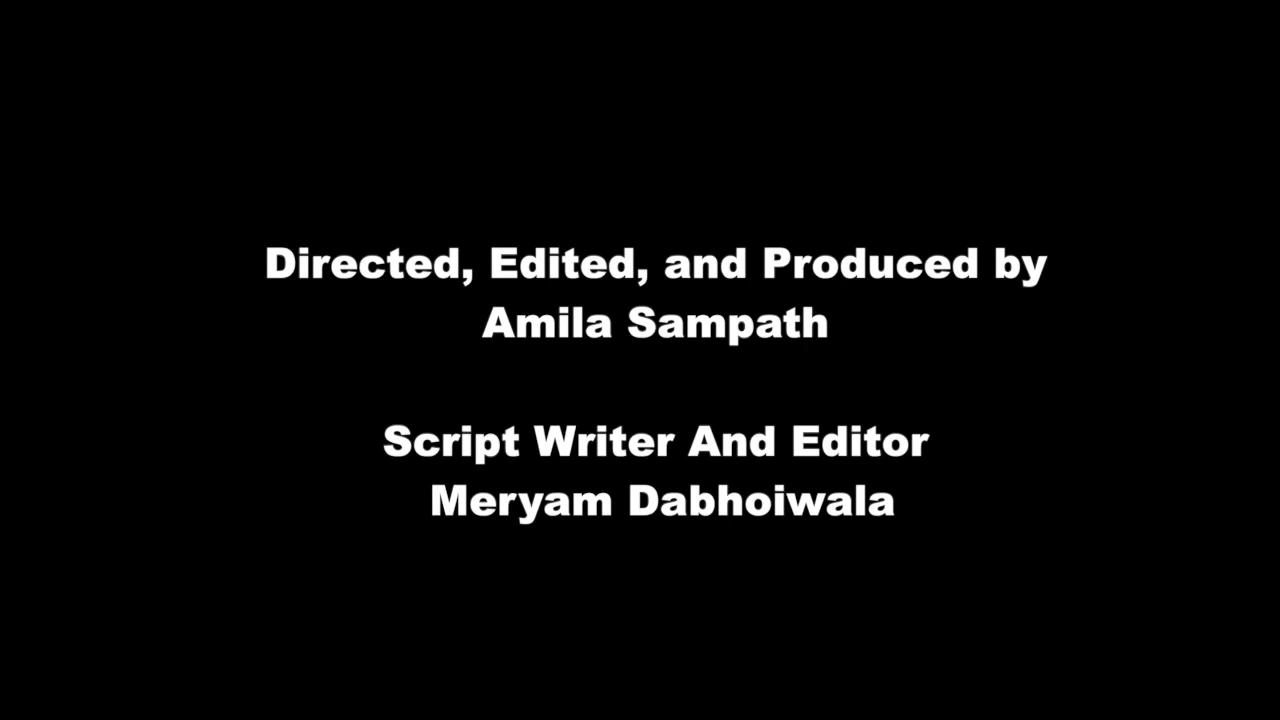 Directed, Edited, and Produced by
Amila Sampath
Script Writer And Editor
Meryam Dabhoiwala